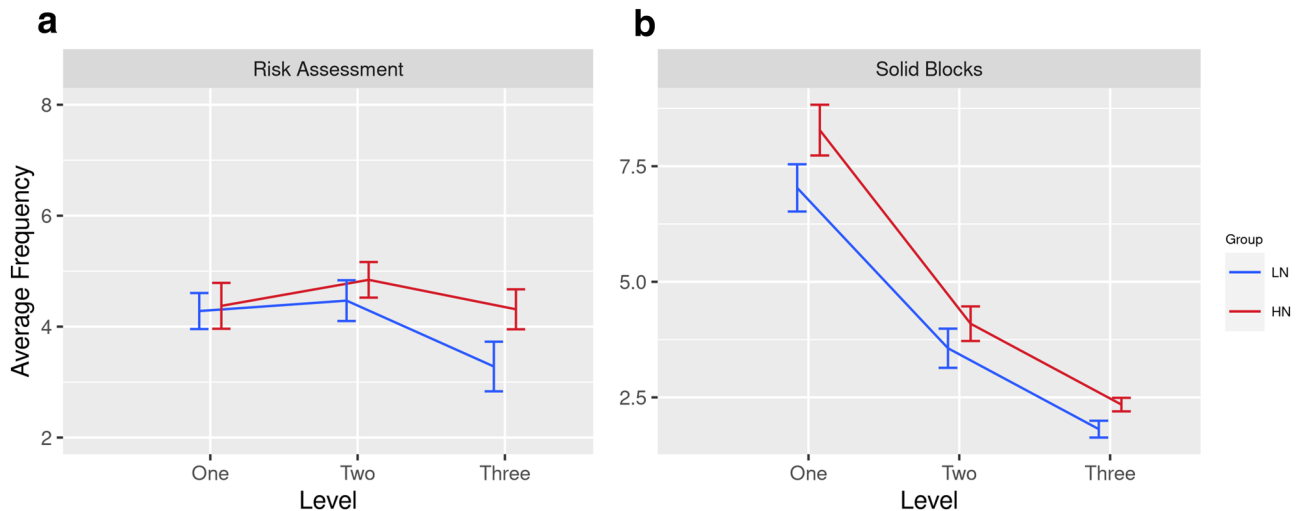 a
Risk Assessment
8
6
4
2
Average Frequency
One Two Three
Level
b
Solid Blocks
7.5
5.0
2.5
One Two Three
Level
Group
LN
HN